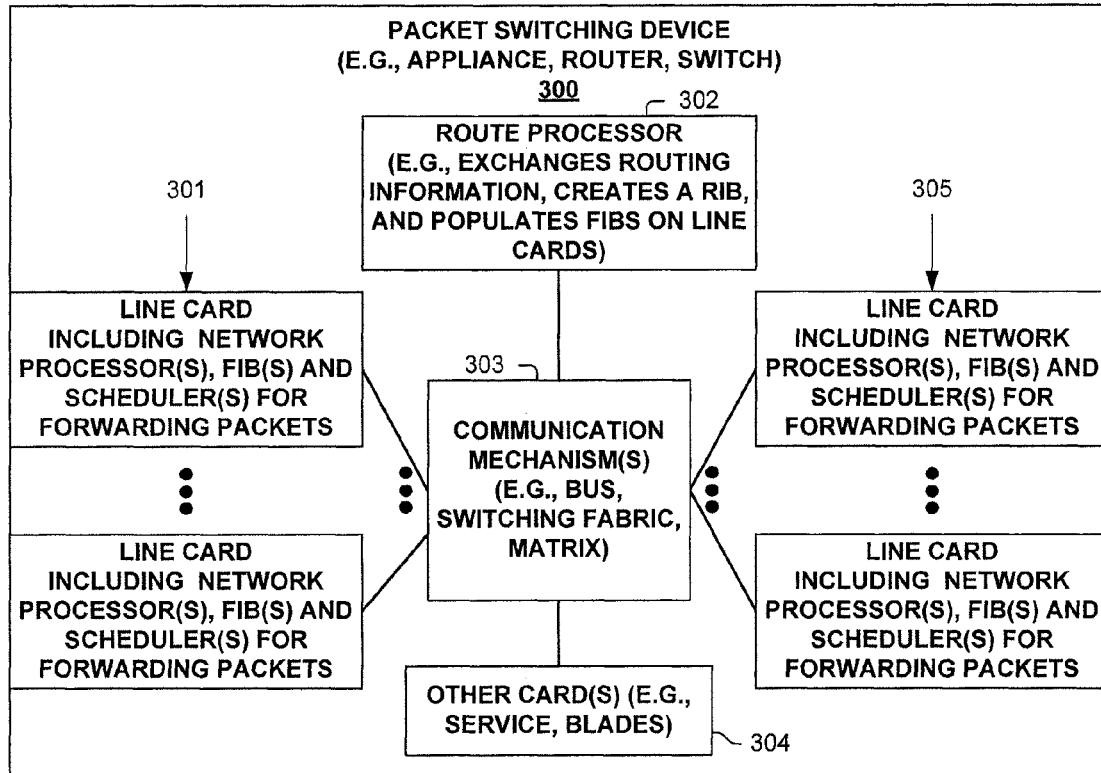 PACKET SWITCHING DEVICE
(E.G., APPLIANCE, ROUTER, SWITCH)
300
302
ROUTE PROCESSOR
(E.G., EXCHANGES ROUTING
INFORMATION, CREATES A RIB,
AND POPULATES FIBS ON LINE
CARDS)
301
LINE CARD
INCLUDING NETWORK
PROCESSOR(S), FIB(S) AND
SCHEDULER(S) FOR
FORWARDING PACKETS
LINE CARD
INCLUDING NETWORK
PROCESSOR(S), FIB(S) AND
SCHEDULER(S) FOR
FORWARDING PACKETS
303
COMMUNICATION
MECHANISM(S)
(E.G., BUS,
SWITCHING FABRIC,
MATRIX)
305
LINE CARD
INCLUDING NETWORK
PROCESSOR(S), FIB(S) AND
SCHEDULER(S) FOR
FORWARDING PACKETS
LINE CARD
INCLUDING NETWORK
PROCESSOR(S), FIB(S) AND
SCHEDULER(S) FOR
FORWARDING PACKETS
OTHER CARD(S) (E.G.,
SERVICE, BLADES)
304